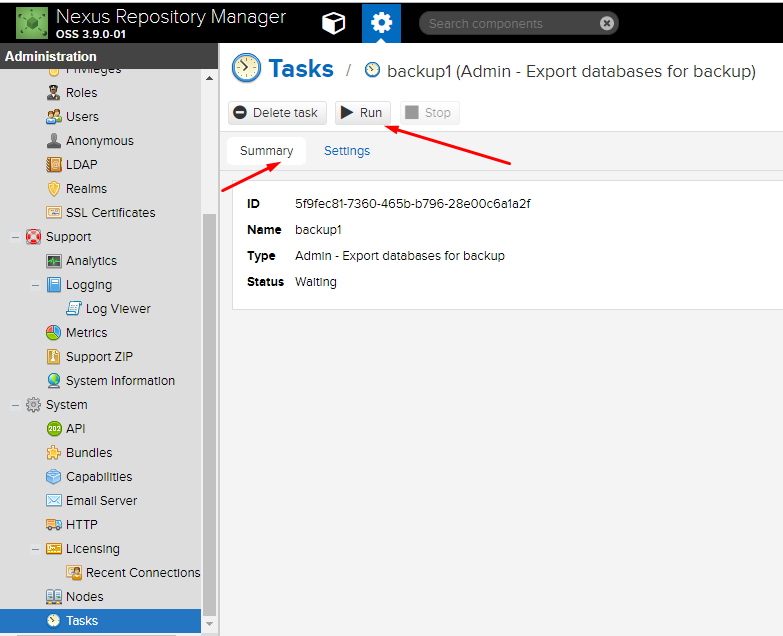 Nexus Repository Manager
OSS 3.9.0-01
Search components
Administration
Privileges
Roles
Users
Anonymous
LDAP
Realms
SSL Certificates
Support
Analytics
Logging
Log Viewer
Metrics
Support ZIP
System Information
System
API
Bundles
Capabilities
Email Server
HTTP
Licensing
Recent Connections
Nodes
Tasks
Tasks / backup1 (Admin - Export databases for backup)
Delete task Run Stop
Summary Settings
ID 5f9fec81-7360-465b-b796-28e00c6a1a2f
Name backup1
Type Admin - Export databases for backup
Status Waiting